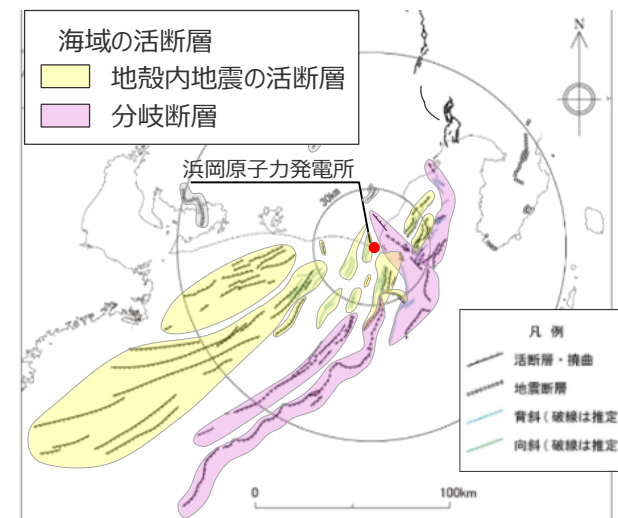 海域の活断層
地殻内地震の活断層
分岐断層
N
浜岡原子力発電所
30km
凡 例
活断層・撓曲
地震断層
背斜(破線は推定
向斜(破線は推定
0 100km